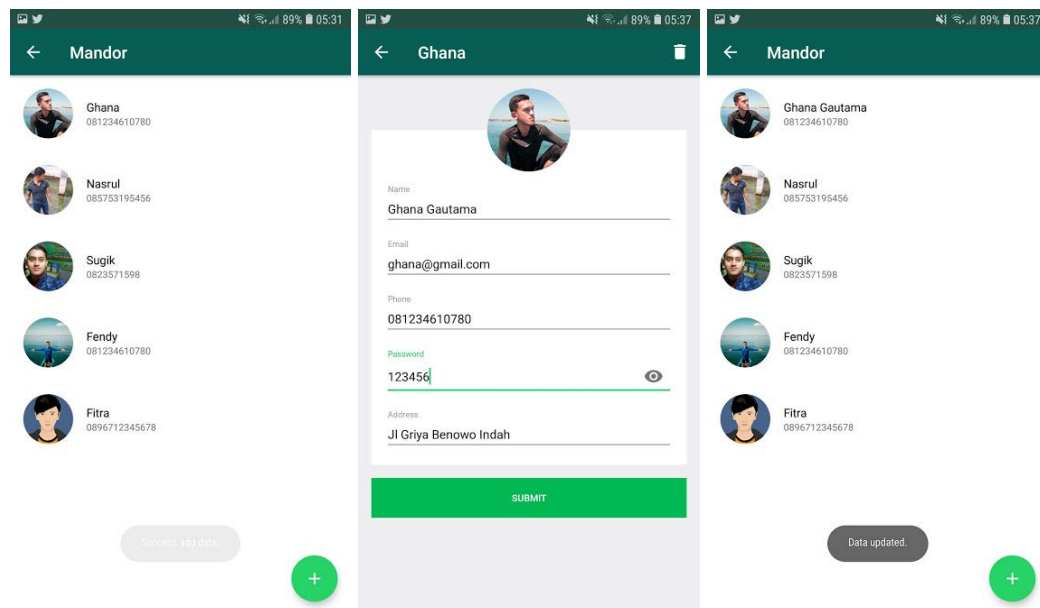 89% 05:31
Mandor
Ghana
081234610780
Nasrul
085753195456
Sugik
0823571598
Fendy
081234610780
Fitra
0896712345678
Success add data.
+
89% 05:37
Ghana
Name
Ghana Gautama
Email
ghana@gmail.com
Phone
081234610780
Password
123456
Address
Jl Griya Benowo Indah
SUBMIT
89% 05:37
Mandor
Ghana Gautama
081234610780
Nasrul
085753195456
Sugik
0823571598
Fendy
081234610780
Fitra
0896712345678
Data updated.
+